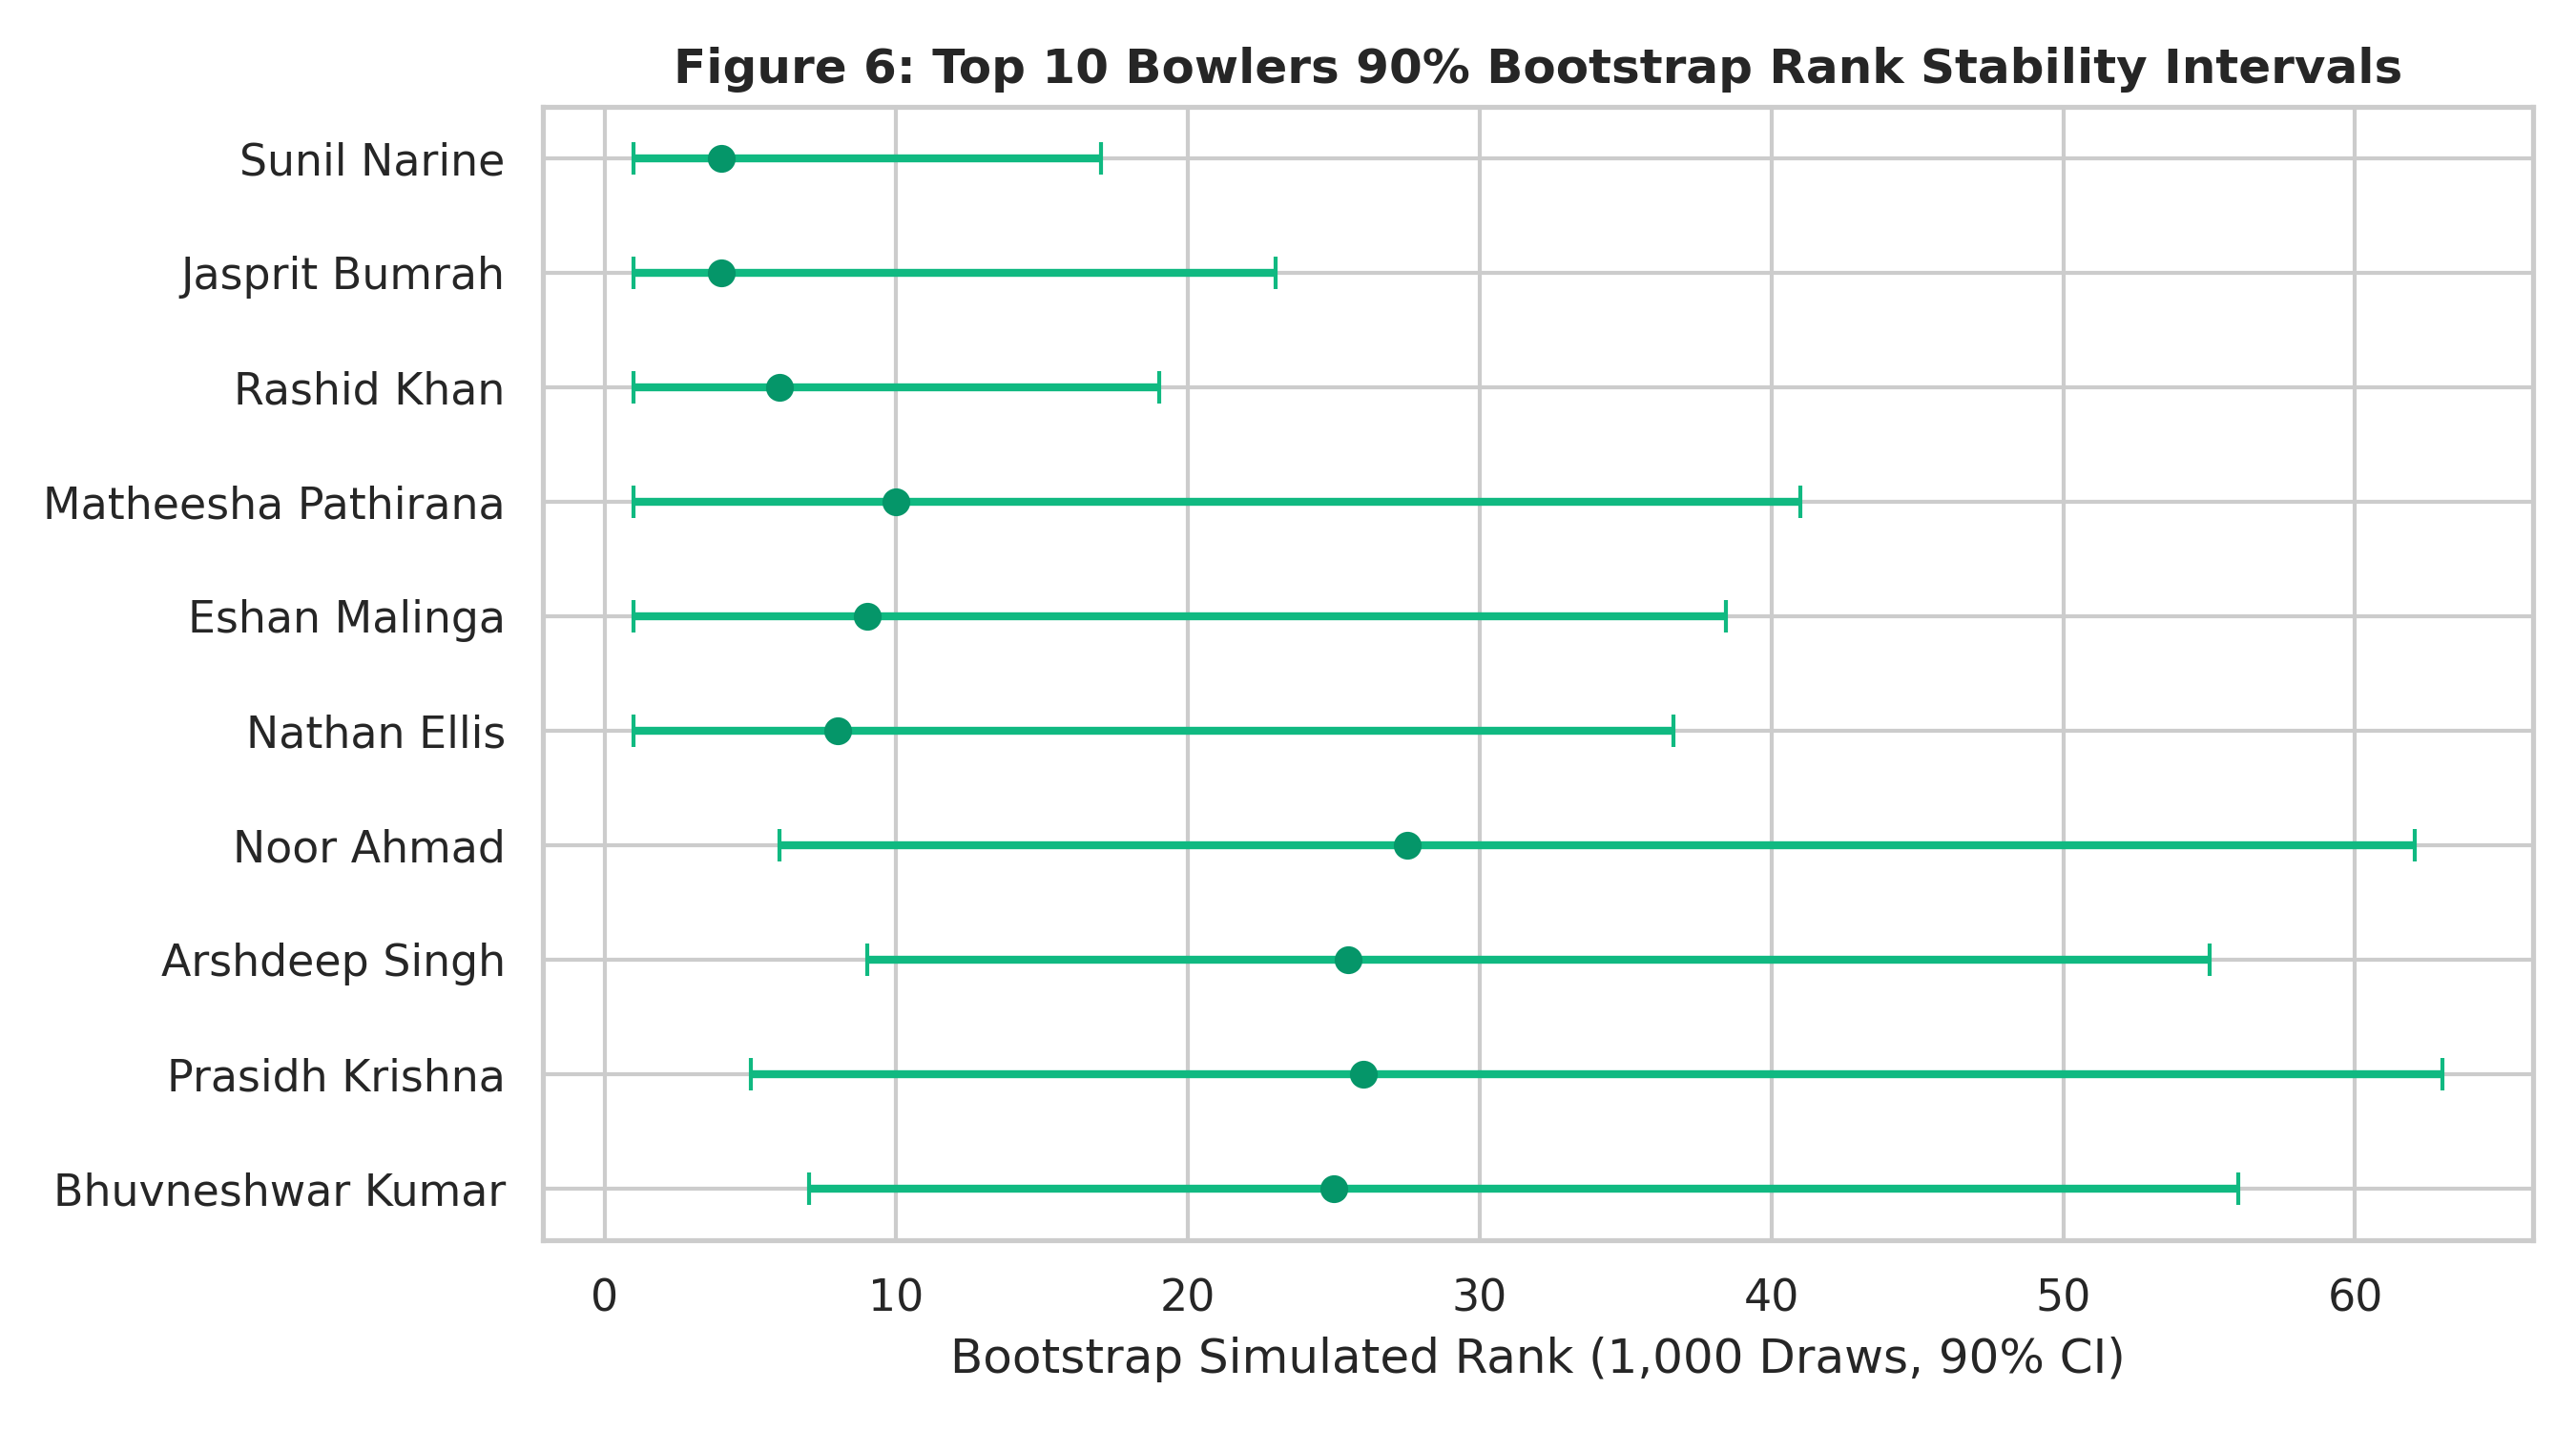 Figure 6: Top 10 Bowlers 90% Bootstrap Rank Stability Intervals
Sunil Narine
Jasprit Bumrah
Rashid Khan
Matheesha Pathirana
Eshan Malinga
Nathan Ellis
Noor Ahmad
Arshdeep Singh
Prasidh Krishna
Bhuvneshwar Kumar
0 10 20 30 40 50 60
Bootstrap Simulated Rank (1,000 Draws, 90% CI)